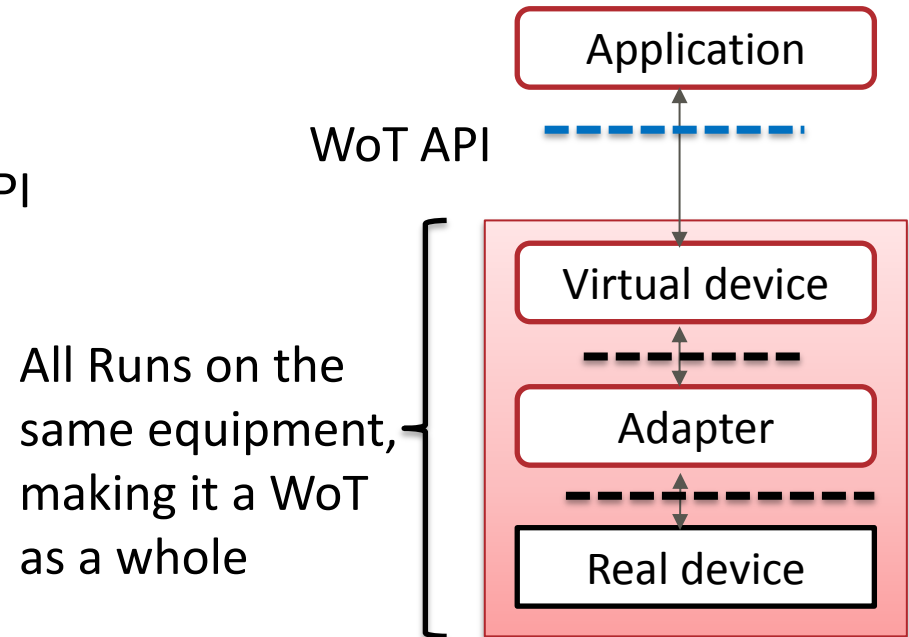 Application
WoT API
PI
Virtual device
All Runs on the
same equipment,
making it a WoT
as a whole
Adapter
Real device